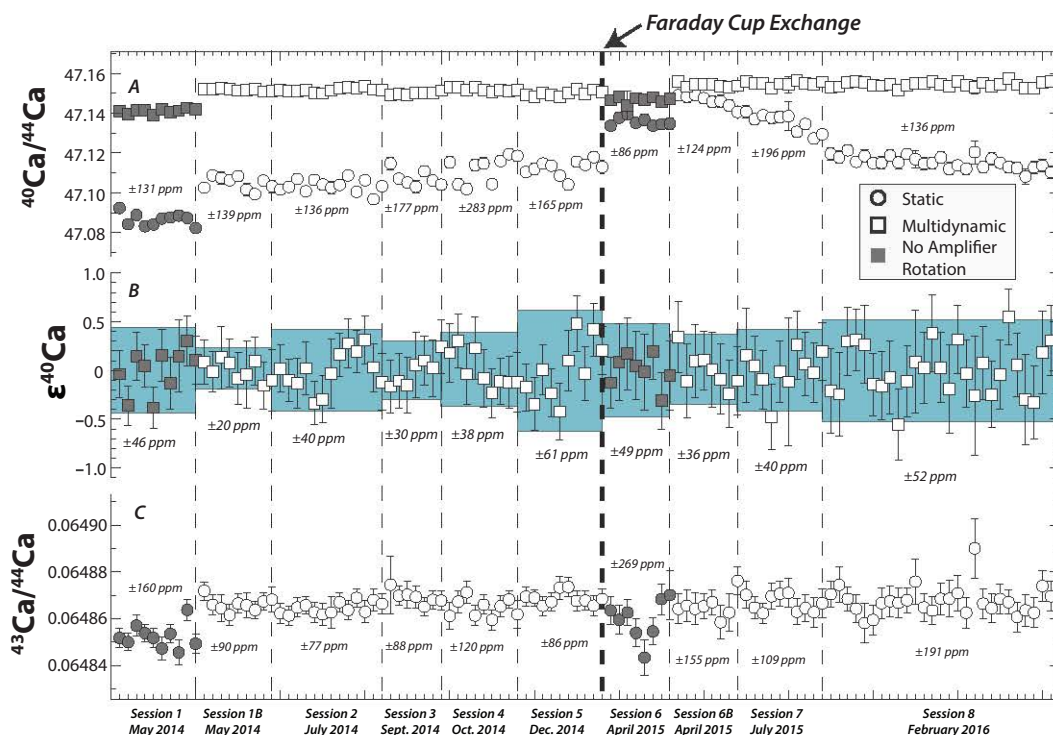 Faraday Cup Exchange
A
⁴⁰Ca/⁴⁴Ca
47.16
47.14
47.12
47.10
47.08
±131 ppm
±139 ppm
±136 ppm
±177 ppm
±283 ppm
±165 ppm
±86 ppm
±124 ppm
±196 ppm
±136 ppm
Static
Multidynamic
No Amplifier
Rotation
B
ε⁴⁰Ca
1.0
0.5
0
−0.5
−1.0
±46 ppm
±20 ppm
±40 ppm
±30 ppm
±38 ppm
±61 ppm
±49 ppm
±36 ppm
±40 ppm
±52 ppm
C
⁴³Ca/⁴⁴Ca
0.06490
0.06488
0.06486
0.06484
±160 ppm
±90 ppm
±77 ppm
±88 ppm
±120 ppm
±86 ppm
±269 ppm
±155 ppm
±109 ppm
±191 ppm
Session 1
May 2014
Session 1B
May 2014
Session 2
July 2014
Session 3
Sept. 2014
Session 4
Oct. 2014
Session 5
Dec. 2014
Session 6
April 2015
Session 6B
April 2015
Session 7
July 2015
Session 8
February 2016